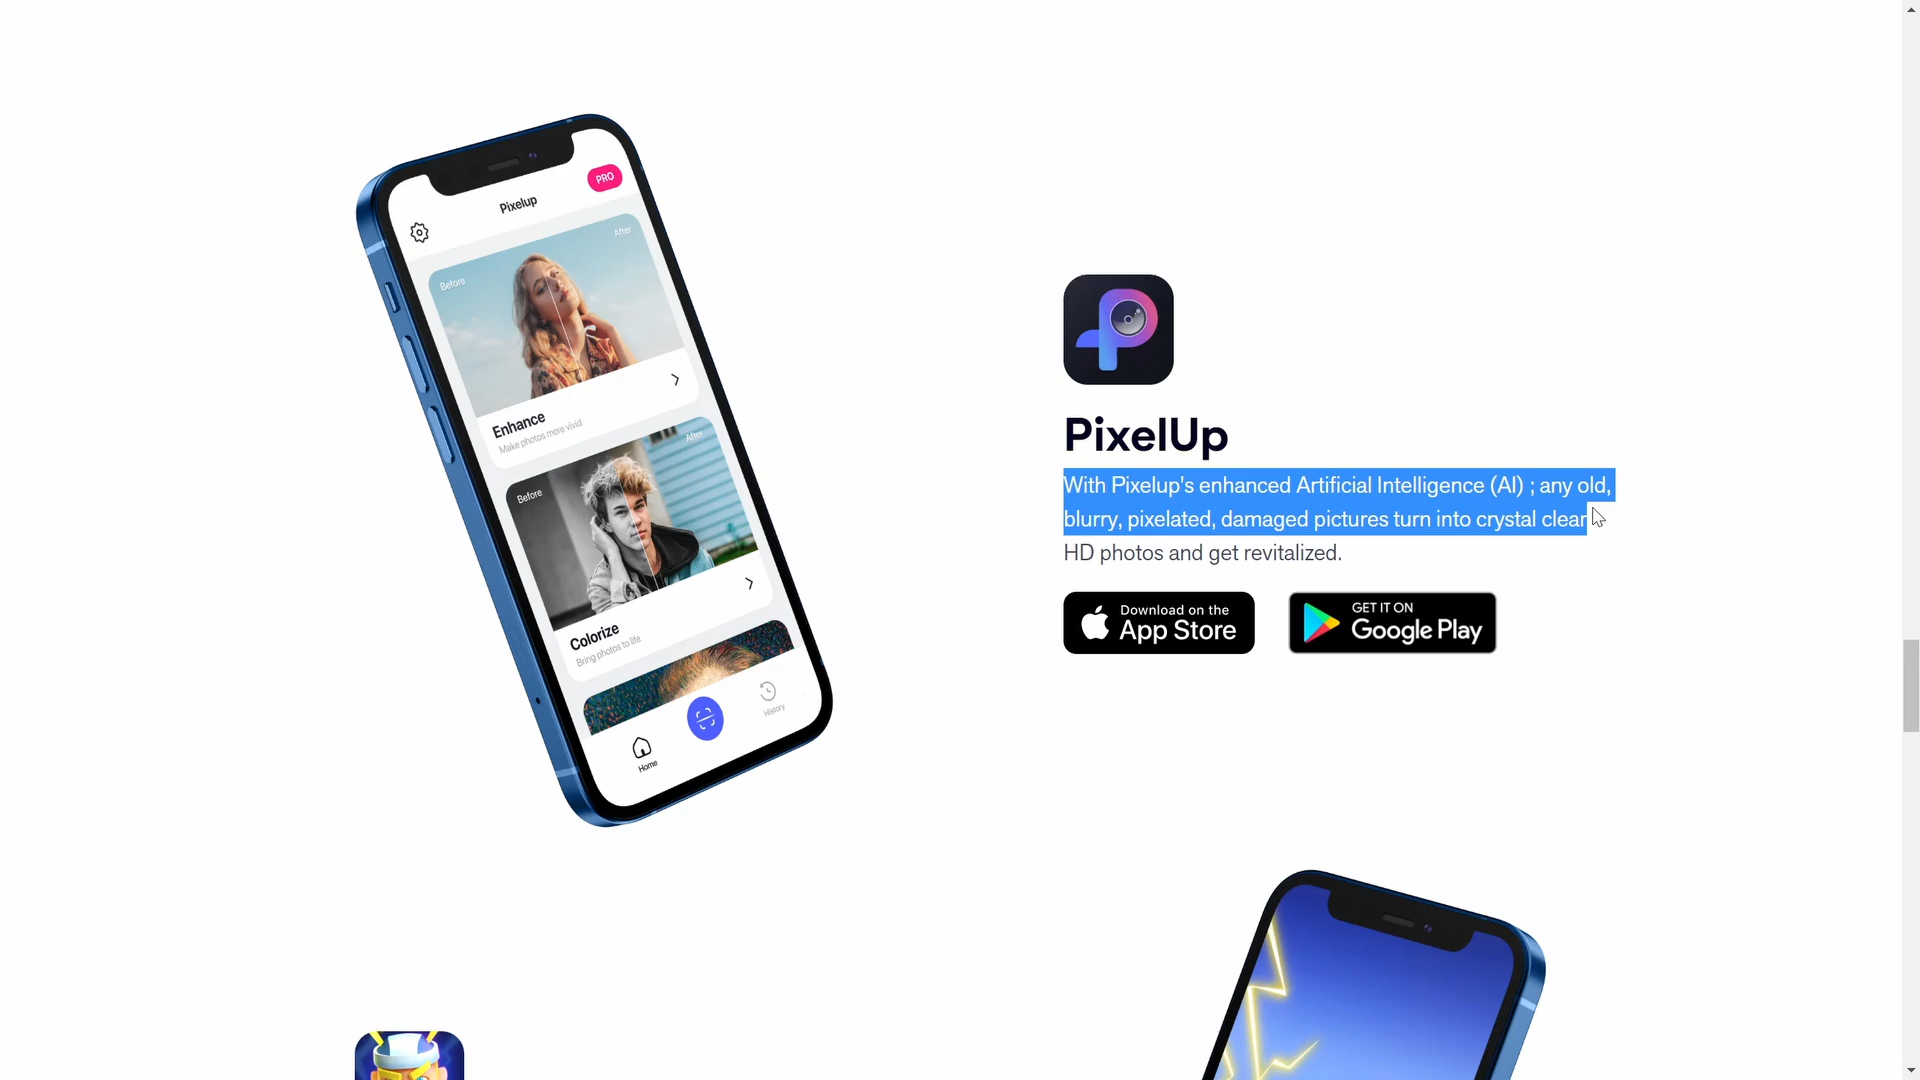 PRO
Pixelup
Before
After
Enhance
Make photos more vivid
Before
After
Colorize
Bring photos to life
Home
History
PixelUp
With Pixelup's enhanced Artificial Intelligence (AI) ; any old,
blurry, pixelated, damaged pictures turn into crystal clear
HD photos and get revitalized.
Download on the
App Store
GET IT ON
Google Play